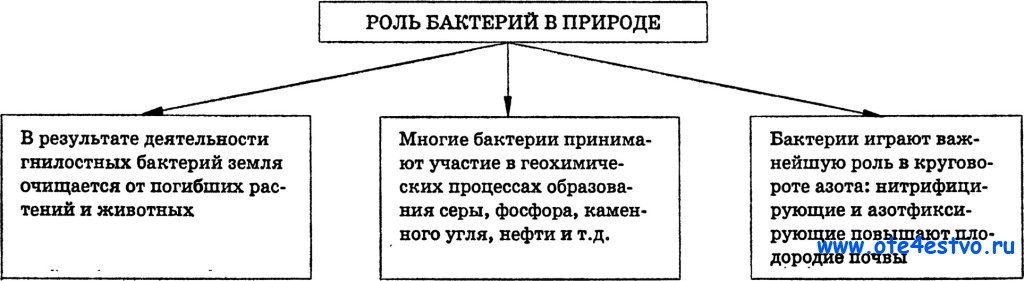 РОЛЬ БАКТЕРИЙ В ПРИРОДЕ
В результате деятельности
гнилостных бактерий земля
очищается от погибших рас-
тений и животных
Многие бактерии принима-
ют участие в геохимиче-
ских процессах образова-
ния серы, фосфора, камен-
ного угля, нефти и т.д.
Бактерии играют важ-
нейшую роль в кругово-
роте азота: нитрифици-
рующие и азотфикси-
рующие повышают пло-
дородие почвы
www.ote4estvo.ru